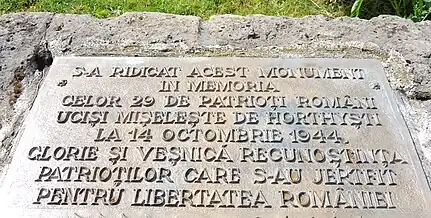 S-A RIDICAT ACEST MONUMENT
IN MEMORIA
CELOR 29 DE PATRIOȚI ROMÂNI
UCIȘI MIȘELEȘTE DE HORTHYȘTI
LA 14 OCTOMBRIE 1944.
GLORIE ȘI VEȘNICĂ RECUNOȘTINȚA
PATRIOȚILOR CARE S-AU JERTFIT
PENTRU LIBERTATEA ROMÂNIEI